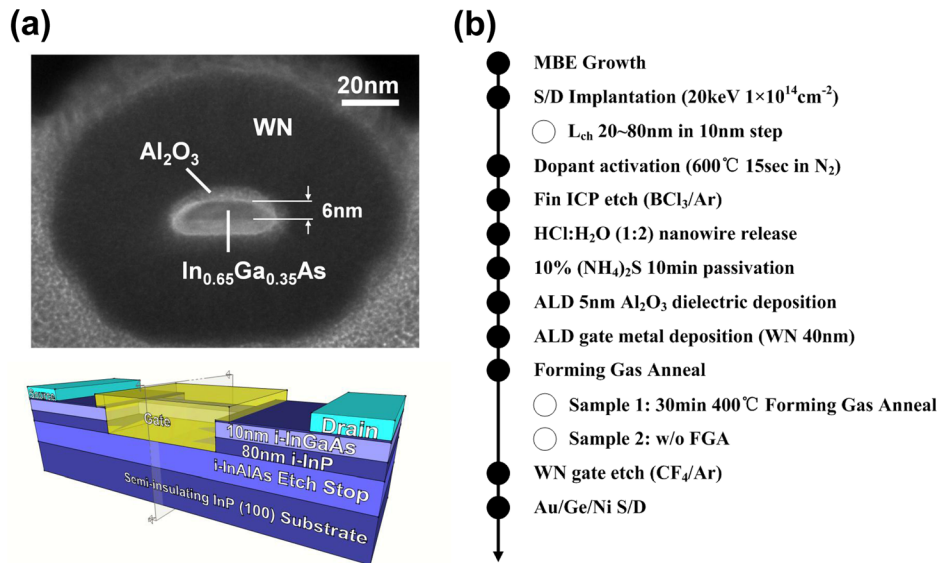 (a)
20nm
WN
Al₂O₃
6nm
In₀.₆₅Ga₀.₃₅As
Gate
Drain
10nm i-InGaAs
80nm i-InP
i-InAlAs Etch Stop
Semi-insulating InP (100) Substrate
(b)
MBE Growth
S/D Implantation (20keV 1×10¹⁴cm⁻²)
L_ch 20~80nm in 10nm step
Dopant activation (600℃ 15sec in N₂)
Fin ICP etch (BCl₃/Ar)
HCl:H₂O (1:2) nanowire release
10% (NH₄)₂S 10min passivation
ALD 5nm Al₂O₃ dielectric deposition
ALD gate metal deposition (WN 40nm)
Forming Gas Anneal
Sample 1: 30min 400℃ Forming Gas Anneal
Sample 2: w/o FGA
WN gate etch (CF₄/Ar)
Au/Ge/Ni S/D